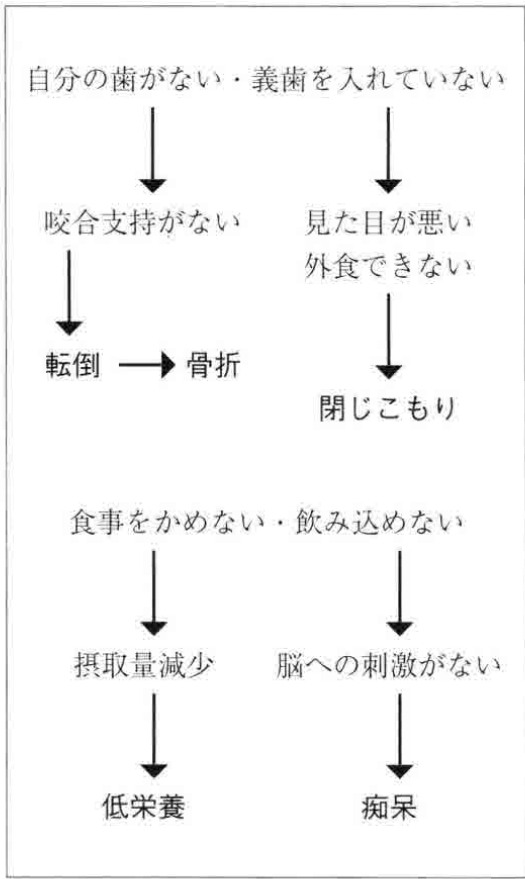 自分の歯がない・義歯を入れていない
咬合支持がない
見た目が悪い
外食できない
転倒
骨折
閉じこもり
食事をかめない・飲み込めない
摂取量減少
脳への刺激がない
低栄養
痴呆